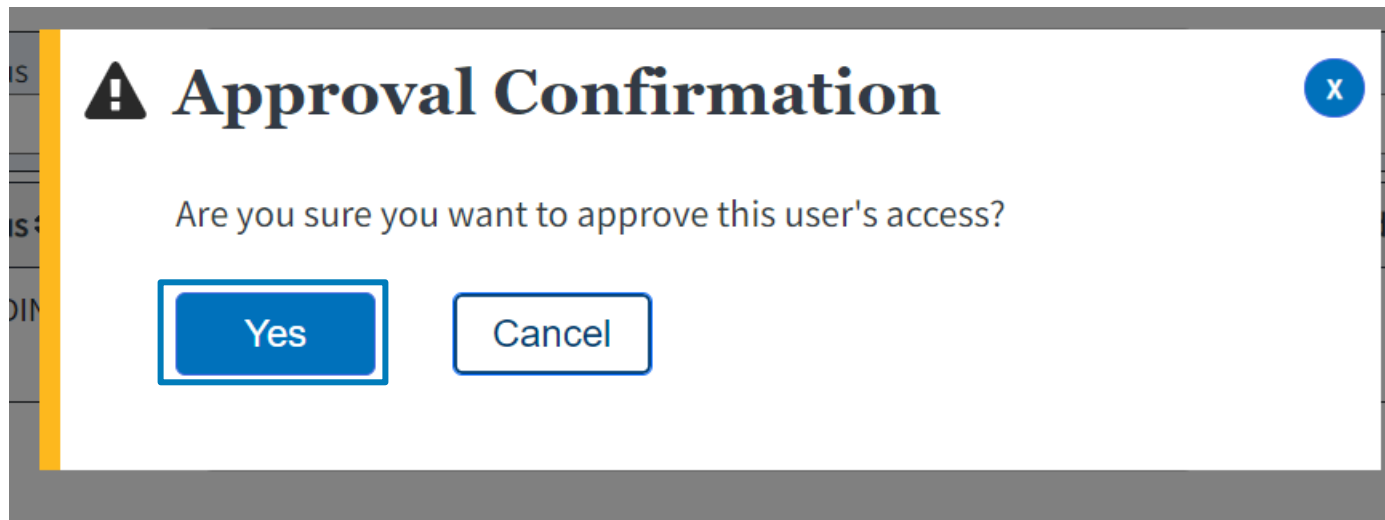 Approval Confirmation
X
Are you sure you want to approve this user's access?
Yes
Cancel